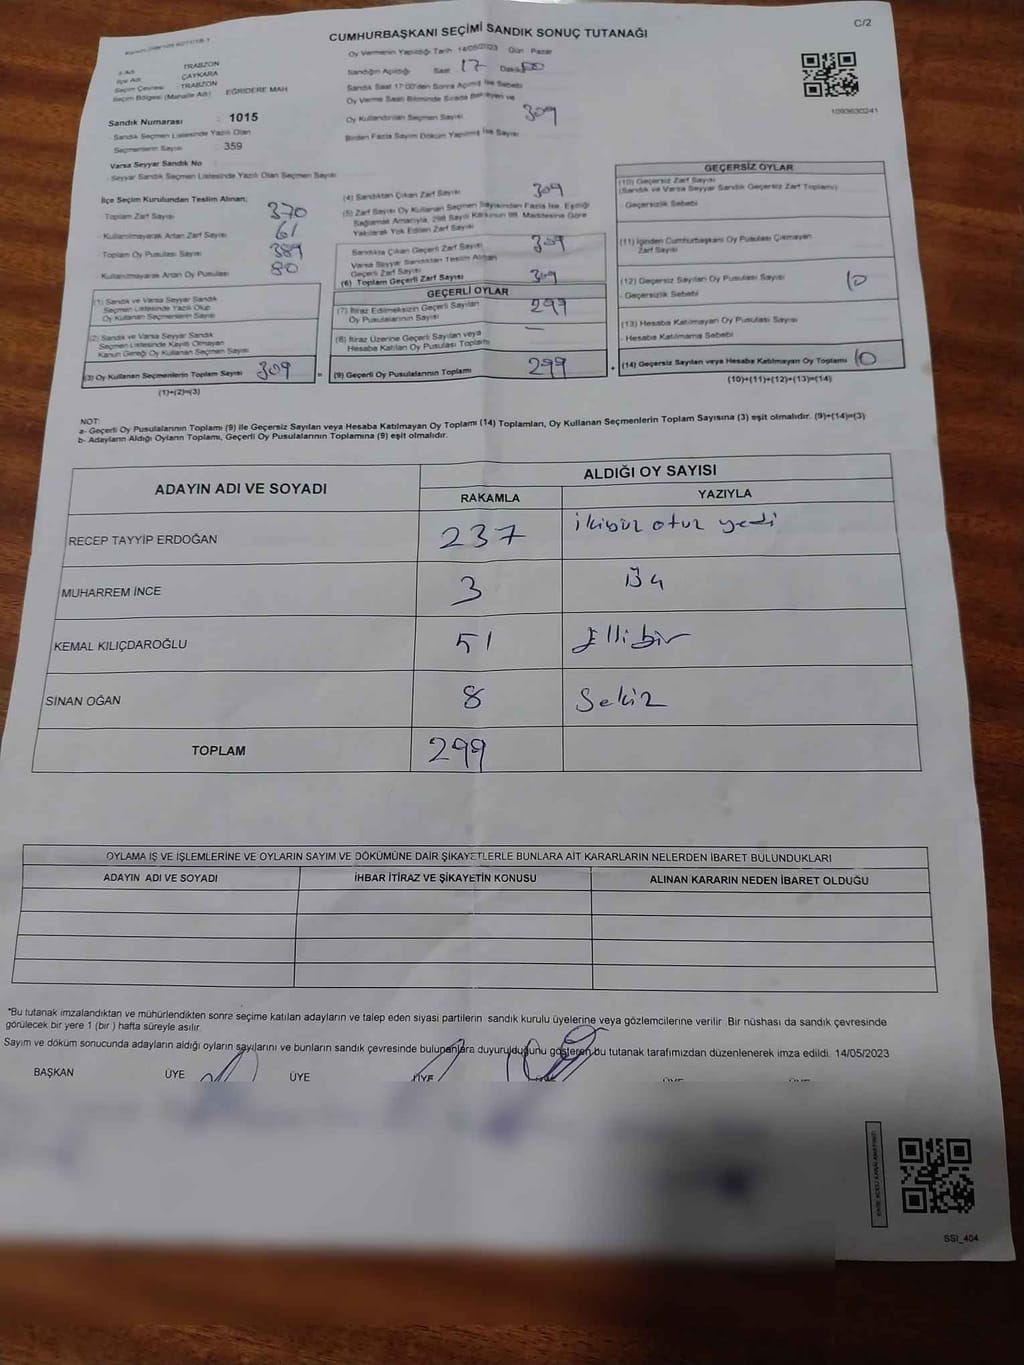 C/2
CUMHURBAŞKANI SEÇİMİ SANDIK SONUÇ TUTANAĞI
Oy Vermenin Yapıldığı Tarih 14/05/2023 Gün Pazar
İl Adı TRABZON
İlçe Adı ÇAYKARA
Seçim Çevresi TRABZON
Seçim Bölgesi (Mahalle Adı) EĞRİDERE MAH
Sandığın Açıldığı Saat 17 Dakika 00
Sandık Saat 17:00'den Sonra Açılmış İse Sebebi
Oy Verme Saati Bitiminde Sırada Bekleyen ve
Oy Kullandırılan Seçmen Sayısı 309
Birden Fazla Sayım Döküm Yapılmış İse Sayısı
1093630241
Sandık Numarası : 1015
Sandık Seçmen Listesinde Yazılı Olan
Seçmenlerin Sayısı 359
Varsa Seyyar Sandık No
Seyyar Sandık Seçmen Listesinde Yazılı Olan Seçmen Sayısı
İlçe Seçim Kurulundan Teslim Alınan;
Toplam Zarf Sayısı 370
Kullanılmayarak Artan Zarf Sayısı 61
Toplam Oy Pusulası Sayısı 389
Kullanılmayarak Artan Oy Pusulası 80
(1) Sandık ve Varsa Seyyar Sandık
Seçmen Listesinde Yazılı Olup
Oy Kullanan Seçmenlerin Sayısı
(2) Sandık ve Varsa Seyyar Sandık
Seçmen Listesinde Kayıtlı Olmayan
Kanun Gereği Oy Kullanan Seçmen Sayısı
(3) Oy Kullanan Seçmenlerin Toplam Sayısı 309
(1)+(2)=(3)
(4) Sandıktan Çıkan Zarf Sayısı 309
(5) Zarf Sayısı Oy Kullanan Seçmen Sayısından Fazla İse, Eşitliği
Sağlamak Amacıyla, 298 Sayılı Kanunun 98. Maddesine Göre
Yakılarak Yok Edilen Zarf Sayısı
Sandıkta Çıkan Geçerli Zarf Sayısı 309
Varsa Seyyar Sandıktan Teslim Alınan
Geçerli Zarf Sayısı
(6) Toplam Geçerli Zarf Sayısı 309
GEÇERLİ OYLAR
(7) İtiraz Edilmeksizin Geçerli Sayılan
Oy Pusulalarının Sayısı 299
(8) İtiraz Üzerine Geçerli Sayılan veya
Hesaba Katılan Oy Pusulası Toplamı —
= (9) Geçerli Oy Pusulalarının Toplamı 299
GEÇERSİZ OYLAR
(10) Geçersiz Zarf Sayısı
(Sandık ve Varsa Seyyar Sandık Geçersiz Zarf Toplamı)
- Geçersizlik Sebebi
(11) İçinden Cumhurbaşkanı Oy Pusulası Çıkmayan
Zarf Sayısı
(12) Geçersiz Sayılan Oy Pusulası Sayısı 10
- Geçersizlik Sebebi
(13) Hesaba Katılmayan Oy Pusulası Sayısı
- Hesaba Katılmama Sebebi
+ (14) Geçersiz Sayılan veya Hesaba Katılmayan Oy Toplamı 10
(10)+(11)+(12)+(13)=(14)
NOT:
a- Geçerli Oy Pusulalarının Toplamı (9) ile Geçersiz Sayılan veya Hesaba Katılmayan Oy Toplamı (14) Toplamları, Oy Kullanan Seçmenlerin Toplam Sayısına (3) eşit olmalıdır. (9)+(14)=(3)
b- Adayların Aldığı Oyların Toplamı, Geçerli Oy Pusulalarının Toplamına (9) eşit olmalıdır.
ADAYIN ADI VE SOYADI ALDIĞI OY SAYISI
RAKAMLA YAZIYLA
RECEP TAYYİP ERDOĞAN 237 ikiyüz otuz yedi
MUHARREM İNCE 3 Üç
KEMAL KILIÇDAROĞLU 51 Ellibir
SİNAN OĞAN 8 Sekiz
TOPLAM 299
OYLAMA İŞ VE İŞLEMLERİNE VE OYLARIN SAYIM VE DÖKÜMÜNE DAİR ŞİKAYETLERLE BUNLARA AİT KARARLARIN NELERDEN İBARET BULUNDUKLARI
ADAYIN ADI VE SOYADI İHBAR İTİRAZ VE ŞİKAYETİN KONUSU ALINAN KARARIN NEDEN İBARET OLDUĞU
*Bu tutanak imzalandıktan ve mühürlendikten sonra seçime katılan adayların ve talep eden siyasi partilerin sandık kurulu üyelerine veya gözlemcilerine verilir. Bir nüshası da sandık çevresinde
görülecek bir yere 1 (bir ) hafta süreyle asılır.
Sayım ve döküm sonucunda adayların aldığı oyların sayılarını ve bunların sandık çevresinde bulunanlara duyurulduğunu gösteren bu tutanak tarafımızdan düzenlenerek imza edildi. 14/05/2023
BAŞKAN ÜYE ÜYE ÜYE
SSI_404